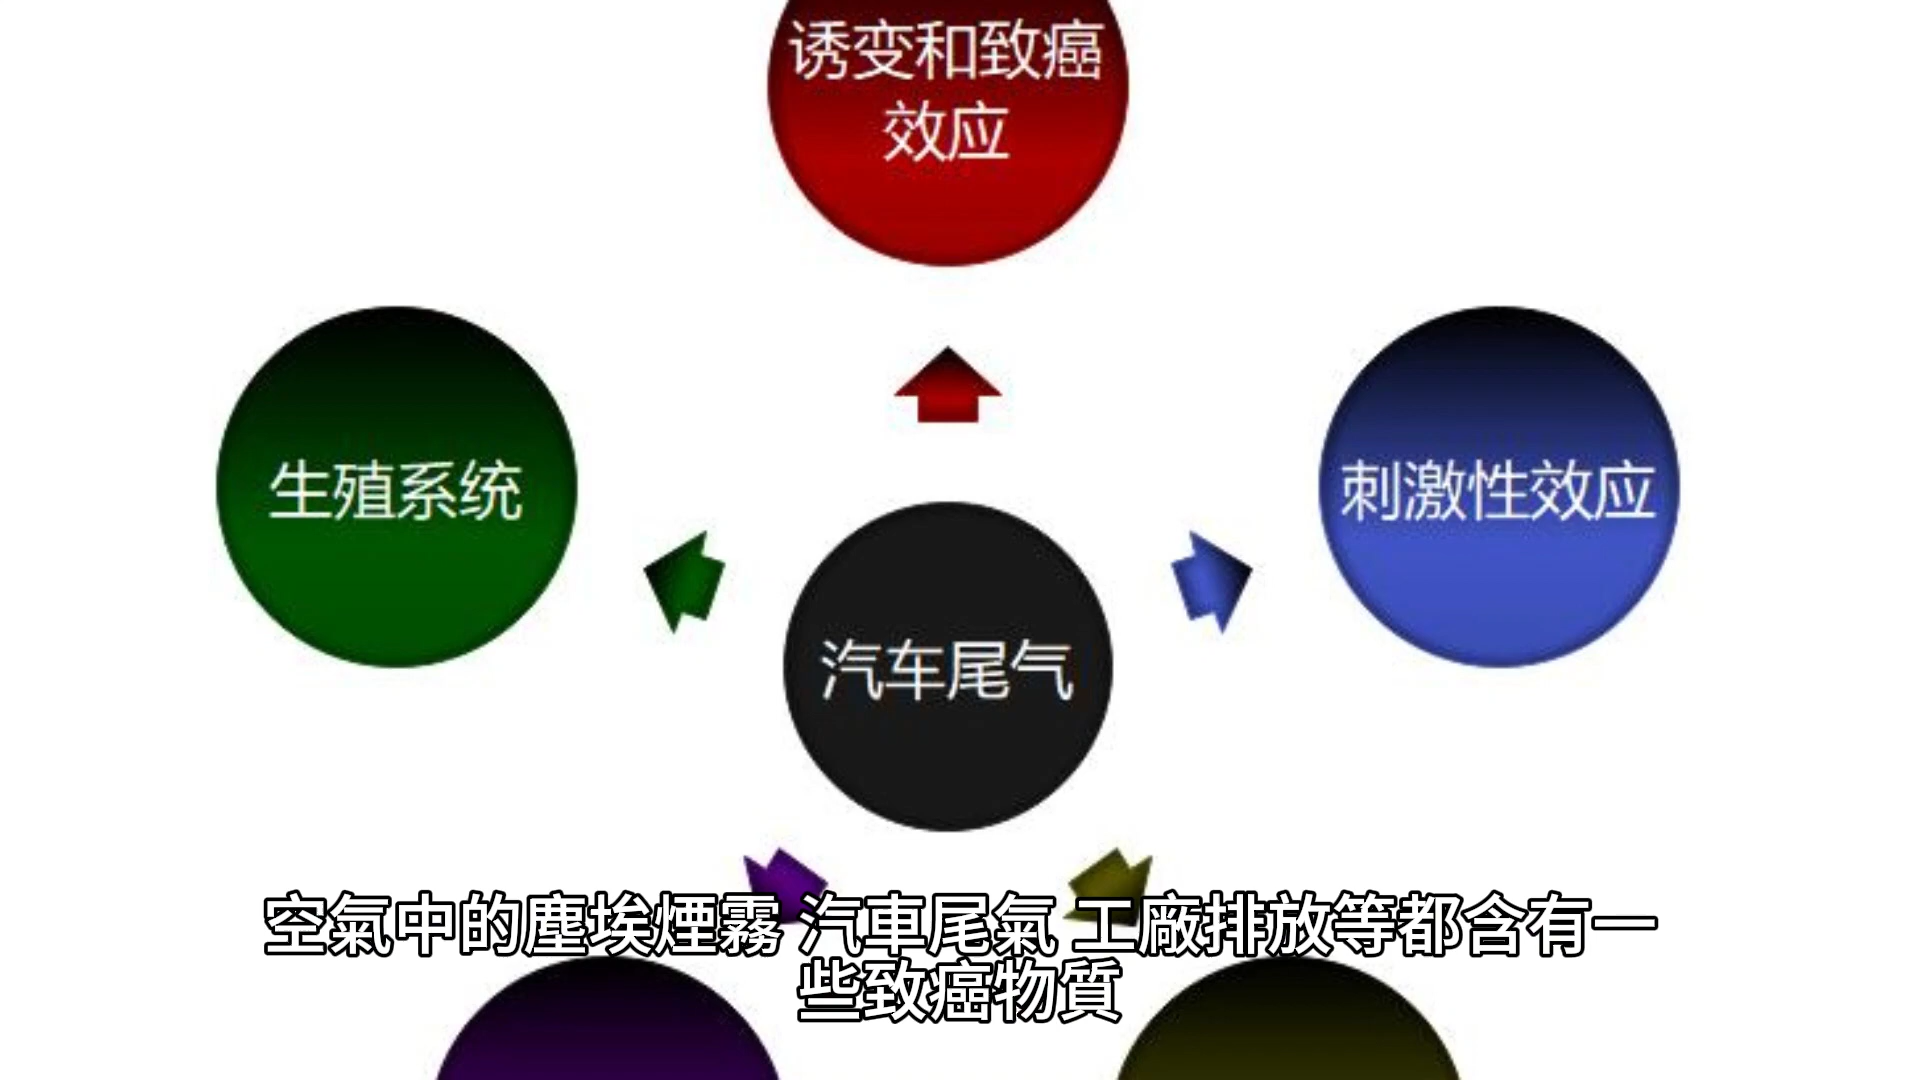 诱变和致癌
效应
生殖系统
刺激性效应
汽车尾气
空氣中的塵埃煙霧 汽車尾氣 工廠排放等都含有一
些致癌物質